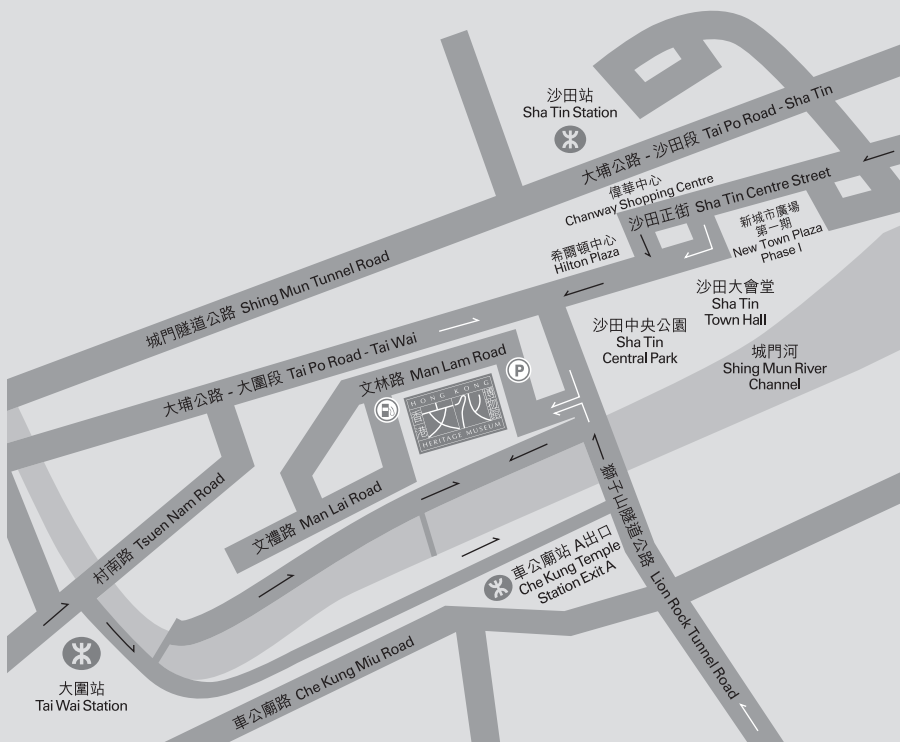 沙田站
Sha Tin Station
大埔公路 - 沙田段 Tai Po Road - Sha Tin
偉華中心
Chanway Shopping Centre
沙田正街 Sha Tin Centre Street
新城市廣場
第一期
New Town Plaza
Phase I
希爾頓中心
Hilton Plaza
城門隧道公路 Shing Mun Tunnel Road
沙田大會堂
Sha Tin
Town Hall
沙田中央公園
Sha Tin
Central Park
城門河
Shing Mun River
Channel
大埔公路 - 大圍段 Tai Po Road - Tai Wai
文林路 Man Lam Road
P
HONG KONG
香港
文化
博物館
HERITAGE MUSEUM
文禮路 Man Lai Road
村南路 Tsuen Nam Road
獅子山隧道公路 Lion Rock Tunnel Road
車公廟站 A出口
Che Kung Temple
Station Exit A
大圍站
Tai Wai Station
車公廟路 Che Kung Miu Road